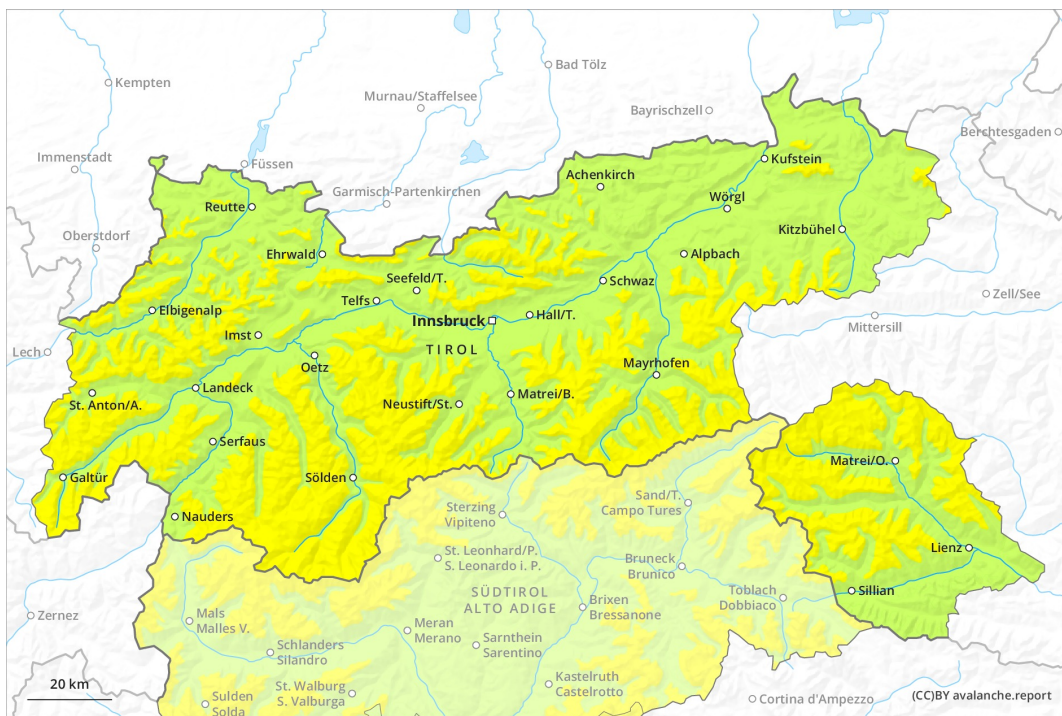 Kempten
Bad Tölz
Murnau/Staffelsee
Bayrischzell
Berchtesgaden
Immenstadt
Füssen
Kufstein
Achenkirch
Garmisch-Partenkirchen
Reutte
Wörgl
Oberstdorf
Kitzbühel
Ehrwald
Alpbach
Seefeld/T.
Schwaz
Zell/See
Telfs
Elbigenalp
Innsbruck
Hall/T.
Mittersill
Imst
TIROL
Lech
Oetz
Mayrhofen
Landeck
St. Anton/A.
Neustift/St.
Matrei/B.
Serfaus
Matrei/O.
Galtür
Sölden
Sand/T.
Campo Tures
Sterzing
Vipiteno
Nauders
Lienz
St. Leonhard/P.
S. Leonardo i. P.
Bruneck
Brunico
SÜDTIROL
ALTO ADIGE
Toblach
Dobbiaco
Sillian
Brixen
Bressanone
Zernez
Mals
Malles V.
Meran
Merano
Sarnthein
Sarentino
Schlanders
Silandro
Kastelruth
Castelrotto
20 km
St. Walburg
S. Valburga
Sulden
Solda
Cortina d'Ampezzo
(CC)BY avalanche.report